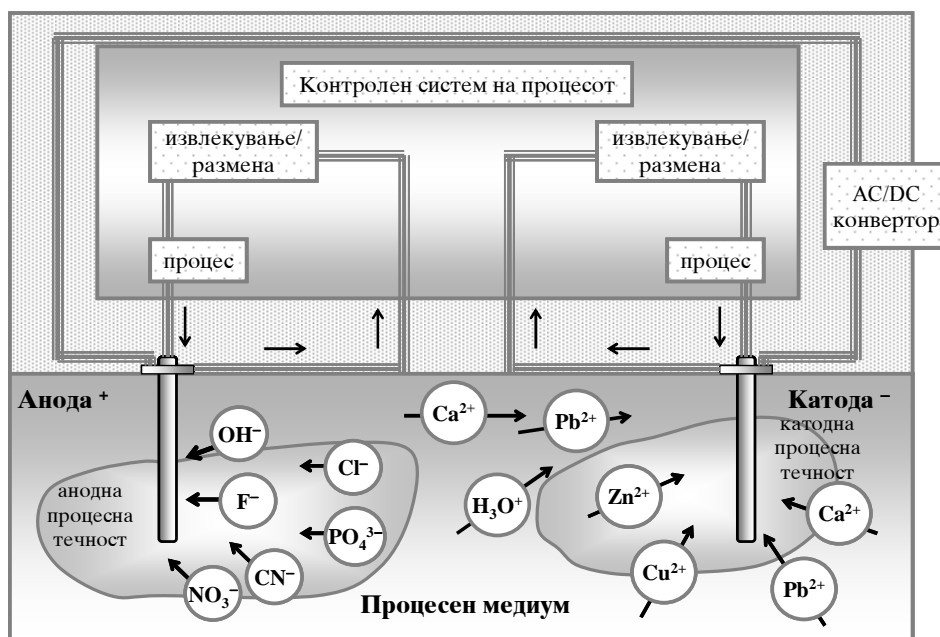 Контролен систем на процесот
извлекување/
размена
извлекување/
размена
AC/DC
конвертор
процес
процес
Анода +
Катода –
Ca²⁺
Pb²⁺
катодна
процесна
течност
OH⁻
Cl⁻
анодна
процесна
течност
F⁻
H₃O⁺
Zn²⁺
Ca²⁺
PO₄³⁻
CN⁻
NO₃⁻
Cu²⁺
Pb²⁺
Процесен медиум